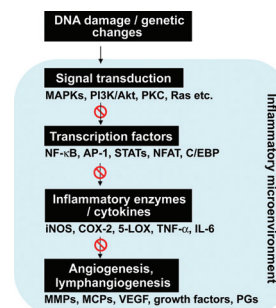 DNA damage / genetic
changes
Signal transduction
MAPKs, PI3K/Akt, PKC, Ras etc.
Transcription factors
NF-κB, AP-1, STATs, NFAT, C/EBP
Inflammatory enzymes
/ cytokines
iNOS, COX-2, 5-LOX, TNF-α, IL-6
Angiogenesis,
lymphangiogenesis
MMPs, MCPs, VEGF, growth factors, PGs
Inflammatory microenvironment